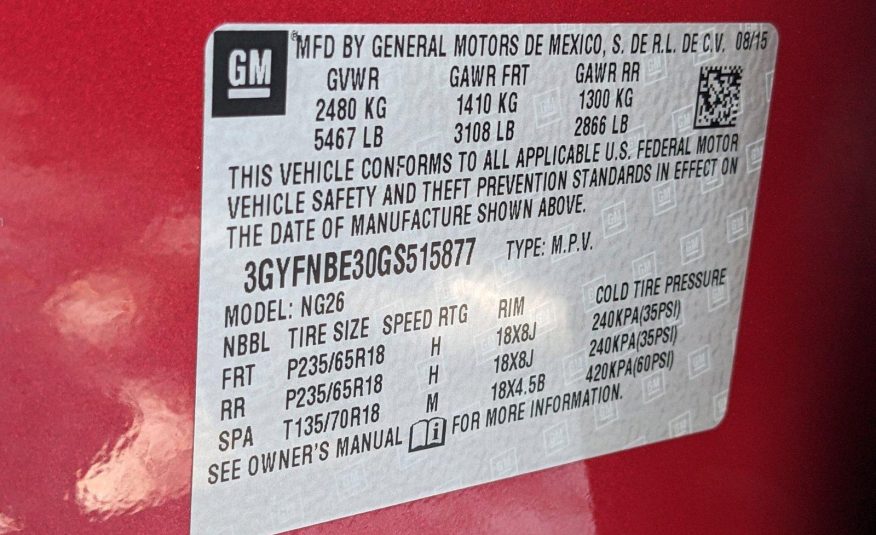 GM ® MFD BY GENERAL MOTORS DE MEXICO, S. DE R.L. DE C.V. 08/15
GVWR GAWR FRT GAWR RR
2480 KG 1410 KG 1300 KG
5467 LB 3108 LB 2866 LB
THIS VEHICLE CONFORMS TO ALL APPLICABLE U.S. FEDERAL MOTOR
VEHICLE SAFETY AND THEFT PREVENTION STANDARDS IN EFFECT ON
THE DATE OF MANUFACTURE SHOWN ABOVE.
3GYFNBE30GS515877 TYPE: M.P.V.
MODEL: NG26
NBBL TIRE SIZE SPEED RTG RIM COLD TIRE PRESSURE
FRT P235/65R18 H 18X8J 240KPA(35PSI)
RR P235/65R18 H 18X8J 240KPA(35PSI)
SPA T135/70R18 M 18X4.5B 420KPA(60PSI)
SEE OWNER'S MANUAL FOR MORE INFORMATION.